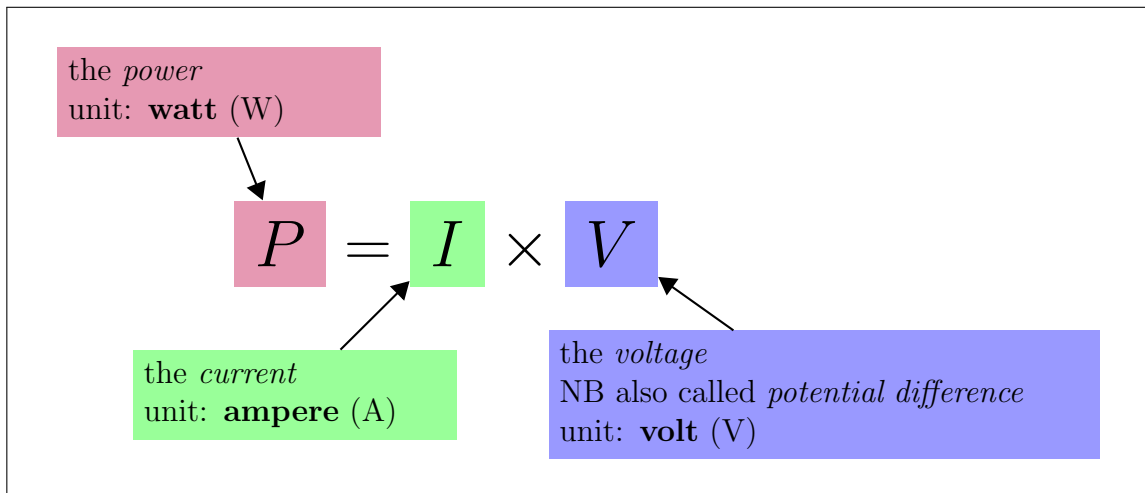 the power
unit: watt (W)
P = I × V
the current
unit: ampere (A)
the voltage
NB also called potential difference
unit: volt (V)